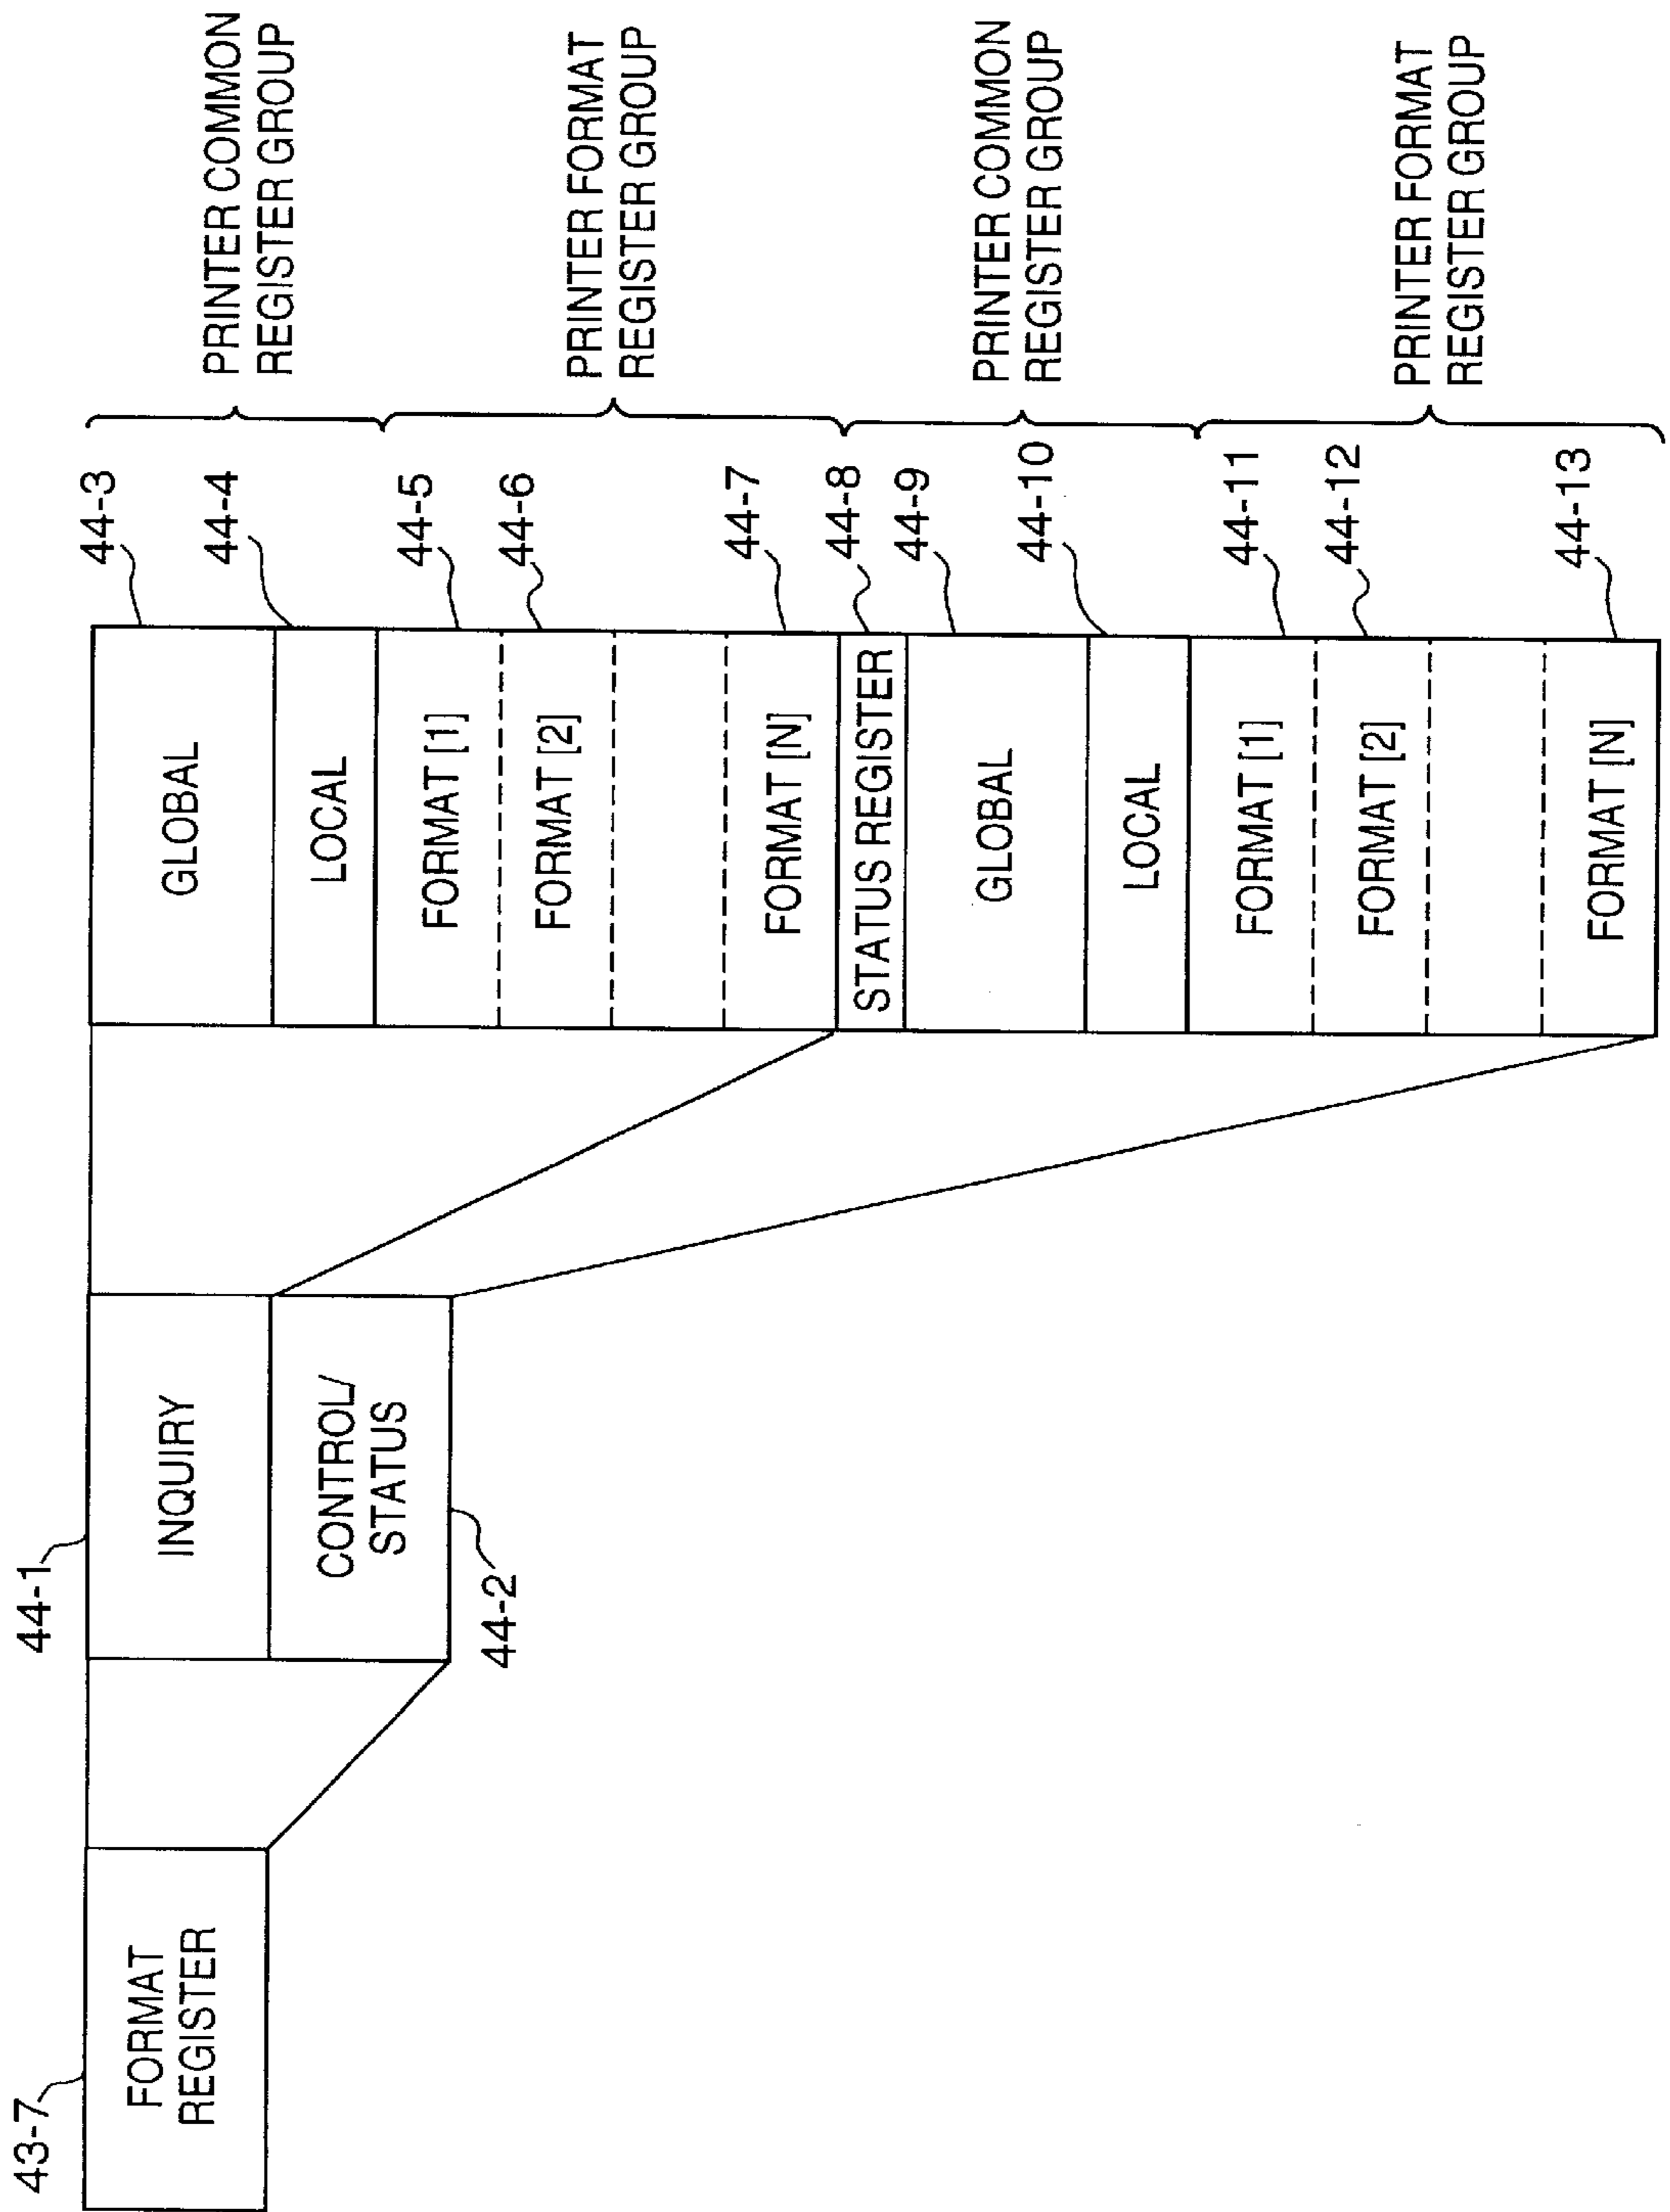 43-7
FORMAT
REGISTER
44-1
INQUIRY
CONTROL/
STATUS
44-2
GLOBAL
44-3
LOCAL
44-4
FORMAT [1]
44-5
FORMAT [2]
44-6
FORMAT [N]
44-7
STATUS REGISTER
44-8
GLOBAL
44-9
LOCAL
44-10
FORMAT [1]
44-11
FORMAT [2]
44-12
FORMAT [N]
44-13
PRINTER COMMON
REGISTER GROUP
PRINTER FORMAT
REGISTER GROUP
PRINTER COMMON
REGISTER GROUP
PRINTER FORMAT
REGISTER GROUP